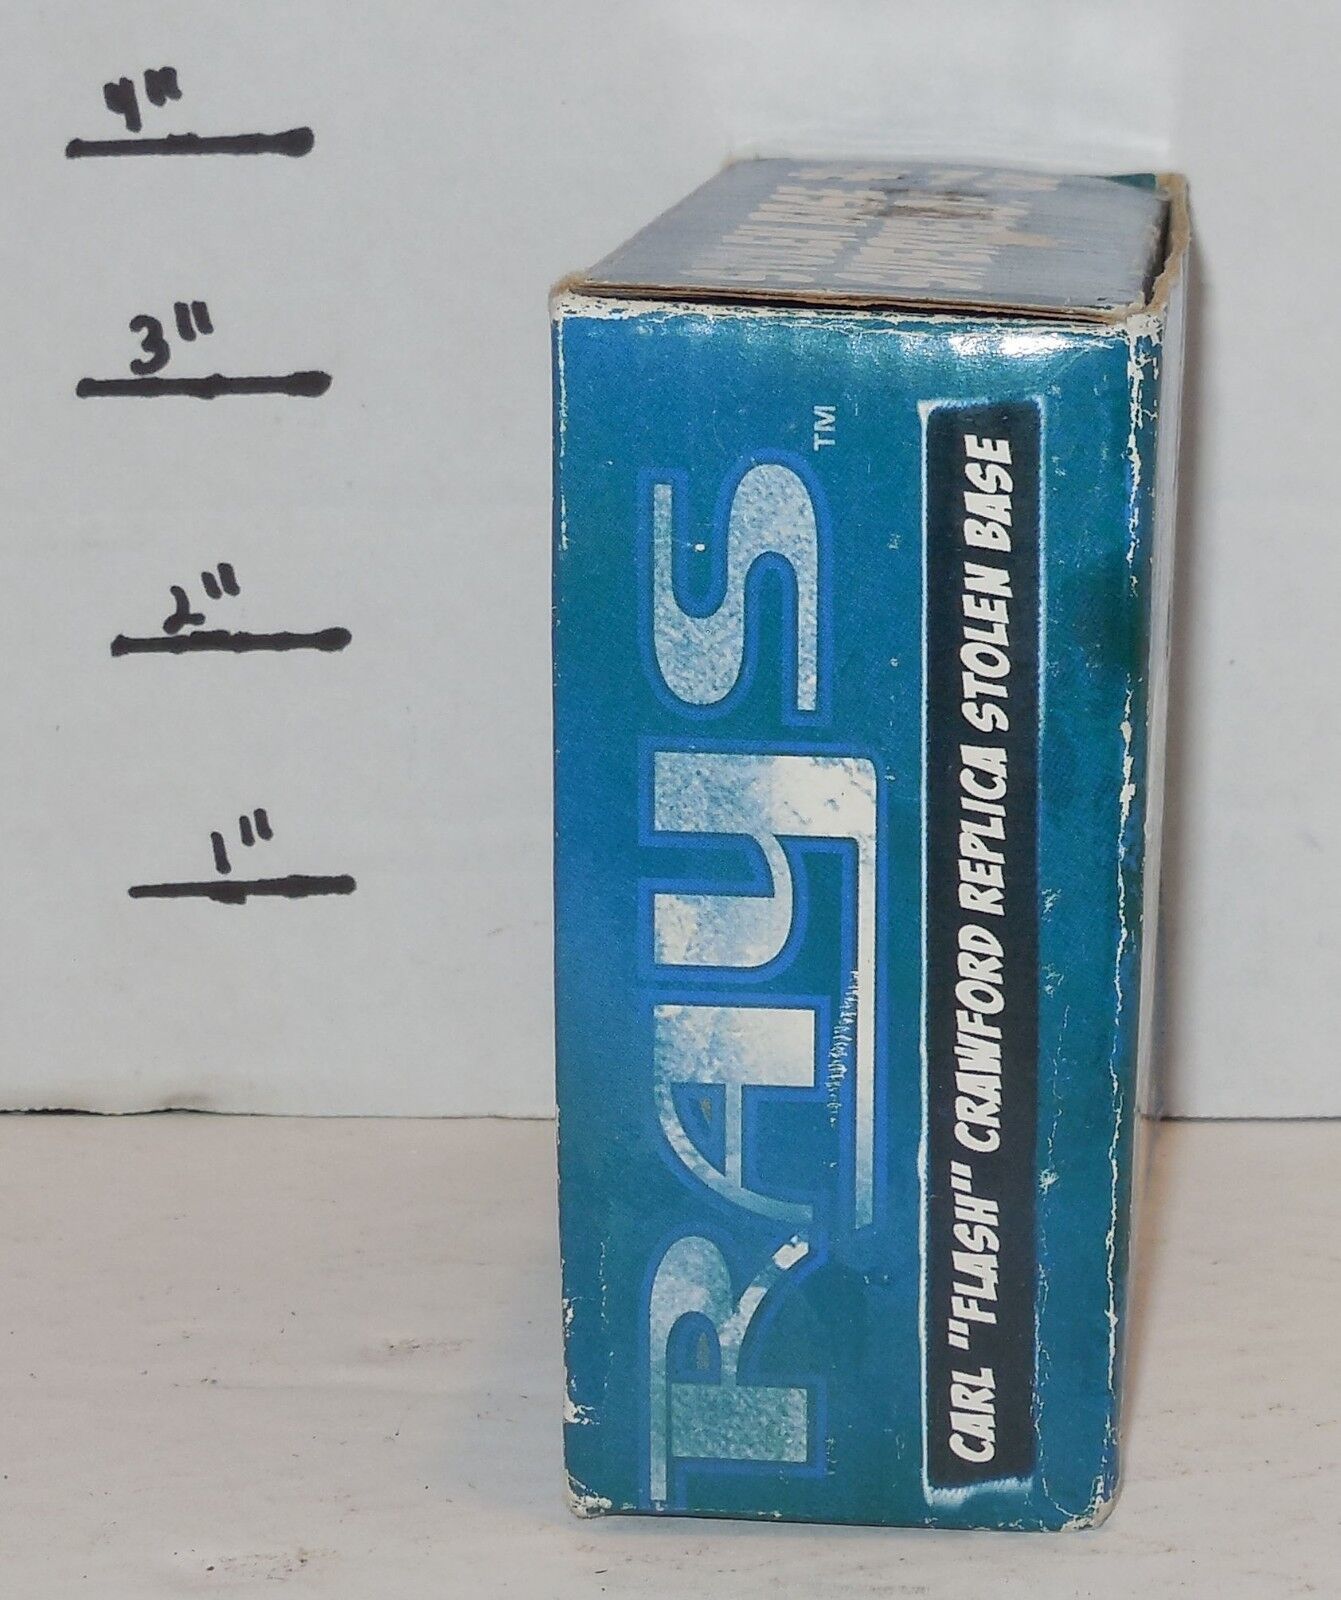 4"
3"
2"
1"
RAYS™
CARL "FLASH" CRAWFORD REPLICA STOLEN BASE